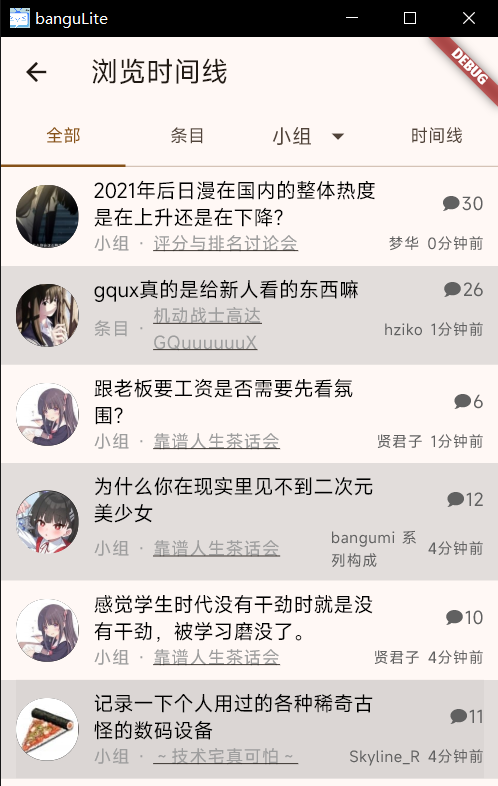 banguLite
DEBUG
浏览时间线
全部 条目 小组 时间线
2021年后日漫在国内的整体热度
是在上升还是在下降？
30
小组 · 评分与排名讨论会
梦华 0分钟前
gqux真的是给新人看的东西嘛
26
条目 · 机动战士高达
GQuuuuuuX
hziko 1分钟前
跟老板要工资是否需要先看氛
围？
6
小组 · 靠谱人生茶话会
贤君子 1分钟前
为什么你在现实里见不到二次元
美少女
12
小组 · 靠谱人生茶话会
bangumi 系
列构成
4分钟前
感觉学生时代没有干劲时就是没
有干劲，被学习磨没了。
10
小组 · 靠谱人生茶话会
贤君子 4分钟前
记录一下个人用过的各种稀奇古
怪的数码设备
11
小组 · ～技术宅真可怕～
Skyline_R 4分钟前